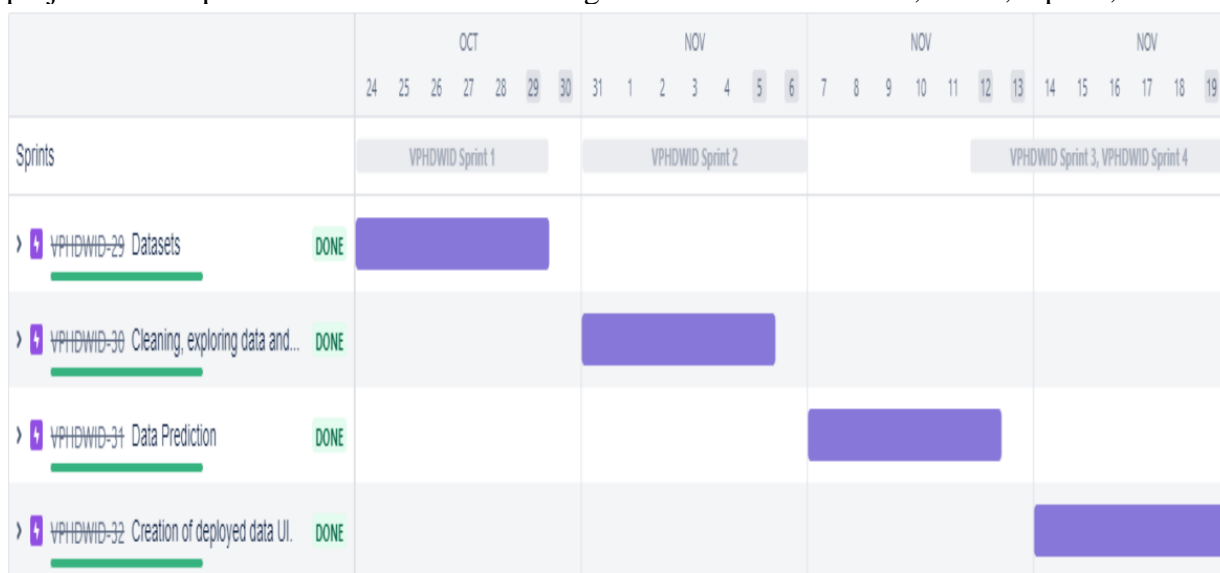 OCT NOV NOV NOV
24 25 26 27 28 29 30 31 1 2 3 4 5 6 7 8 9 10 11 12 13 14 15 16 17 18 19
Sprints VPHDWID Sprint 1 VPHDWID Sprint 2 VPHDWID Sprint 3, VPHDWID Sprint 4
VPHDWID-29 Datasets DONE
VPHDWID-30 Cleaning, exploring data and... DONE
VPHDWID-31 Data Prediction DONE
VPHDWID-32 Creation of deployed data UI. DONE